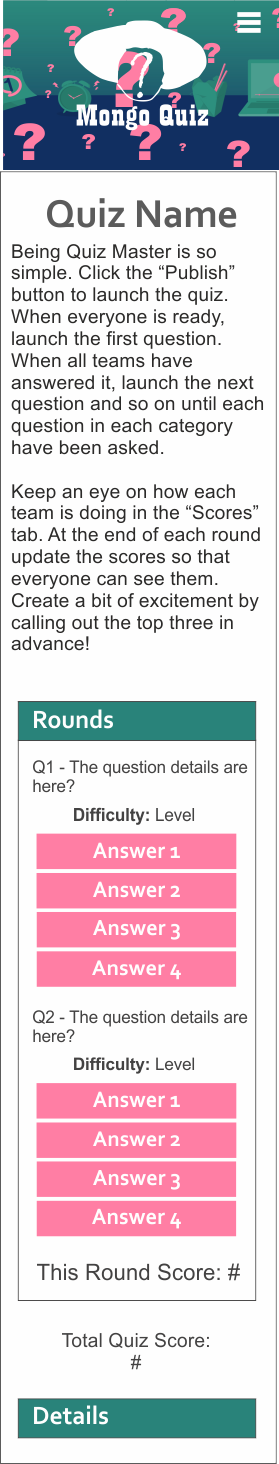 Mongo Quiz
Quiz Name
Being Quiz Master is so
simple. Click the “Publish”
button to launch the quiz.
When everyone is ready,
launch the first question.
When all teams have
answered it, launch the next
question and so on until each
question in each category
have been asked.
Keep an eye on how each
team is doing in the “Scores”
tab. At the end of each round
update the scores so that
everyone can see them.
Create a bit of excitement by
calling out the top three in
advance!
Rounds
Q1 - The question details are
here?
Difficulty: Level
Answer 1
Answer 2
Answer 3
Answer 4
Q2 - The question details are
here?
Difficulty: Level
Answer 1
Answer 2
Answer 3
Answer 4
This Round Score: #
Total Quiz Score:
#
Details